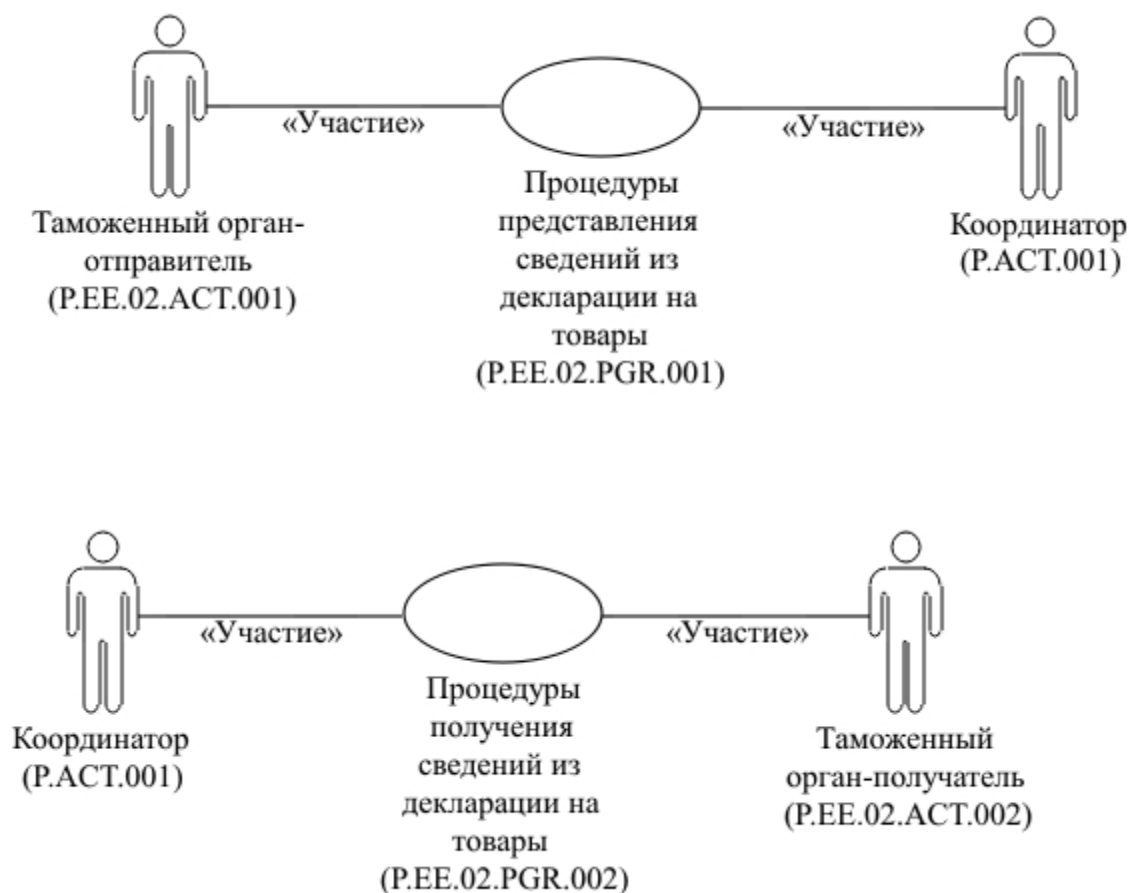 «Участие»
«Участие»
Таможенный орган-
отправитель
(P.EE.02.ACT.001)
Процедуры
представления
сведений из
декларации на
товары
(P.EE.02.PGR.001)
Координатор
(P.ACT.001)
«Участие»
«Участие»
Координатор
(P.ACT.001)
Процедуры
получения
сведений из
декларации на
товары
(P.EE.02.PGR.002)
Таможенный
орган-получатель
(P.EE.02.ACT.002)